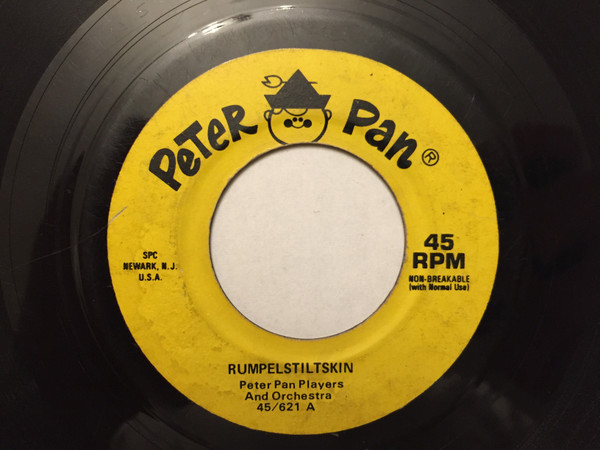 Peter Pan®
SPC
NEWARK, N.J.
U.S.A.
45
RPM
NON-BREAKABLE
(with Normal Use)
RUMPELSTILTSKIN
Peter Pan Players
And Orchestra
45/621 A